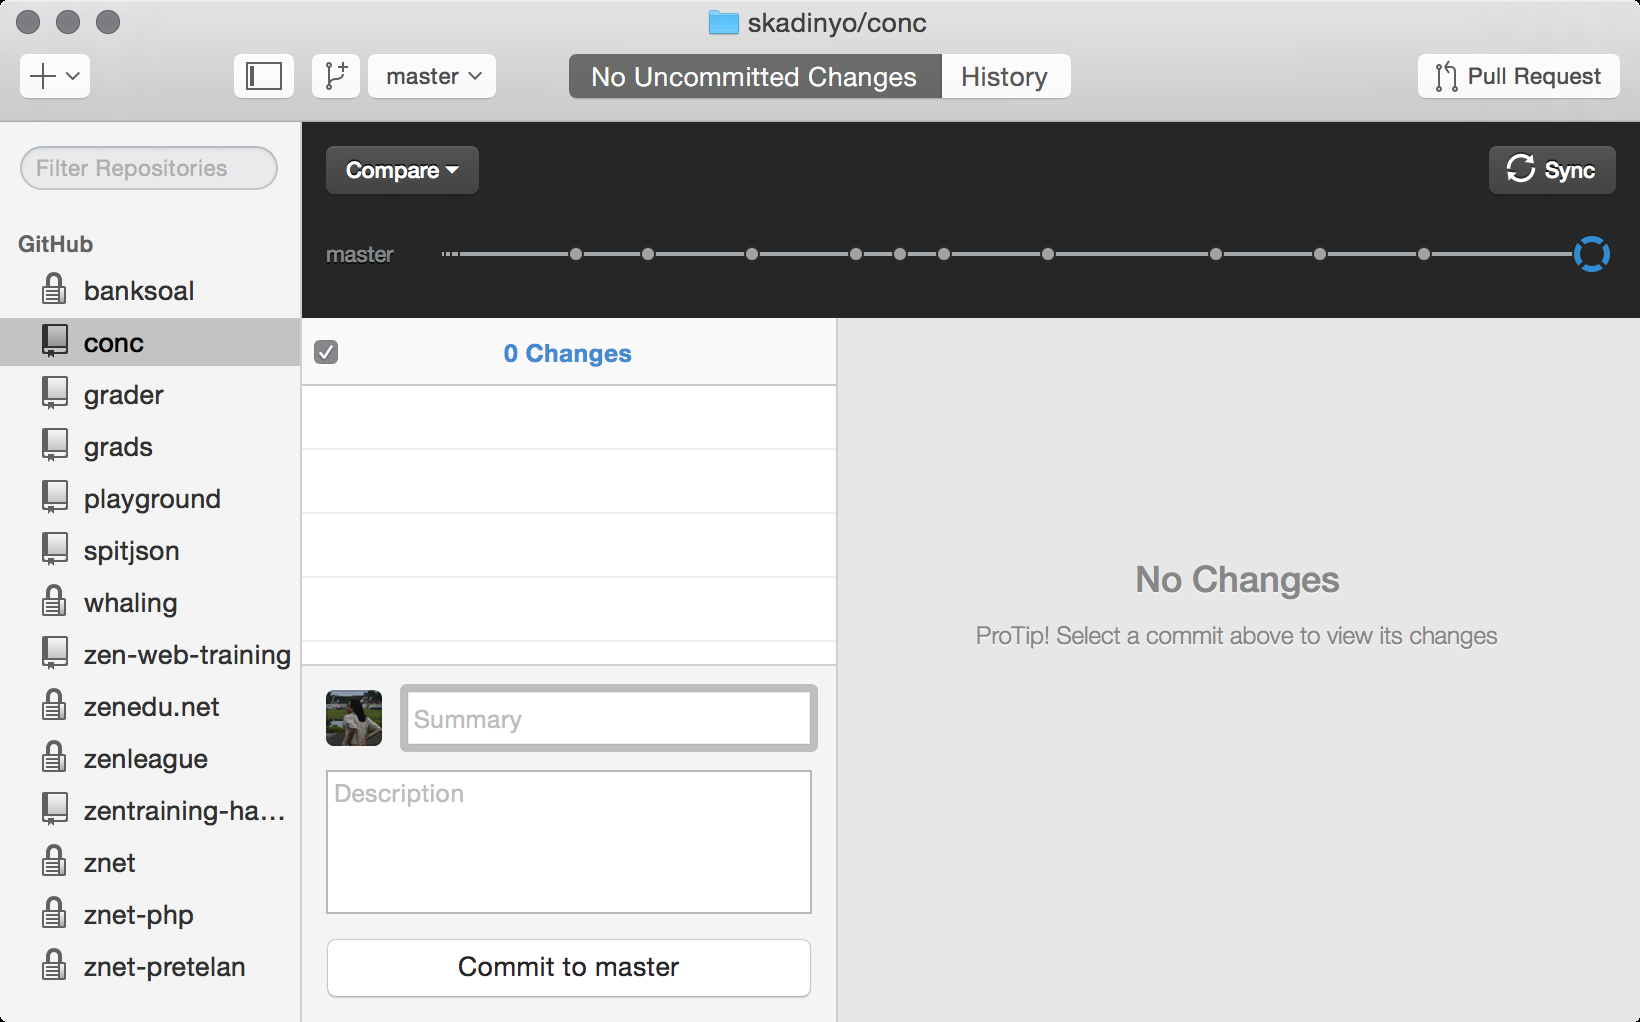 skadinyo/conc
master
No Uncommitted Changes
History
Pull Request
Filter Repositories
GitHub
banksoal
conc
grader
grads
playground
spitjson
whaling
zen-web-training
zenedu.net
zenleague
zentraining-ha...
znet
znet-php
znet-pretelan
Compare
Sync
master
0 Changes
Summary
Description
Commit to master
No Changes
ProTip! Select a commit above to view its changes